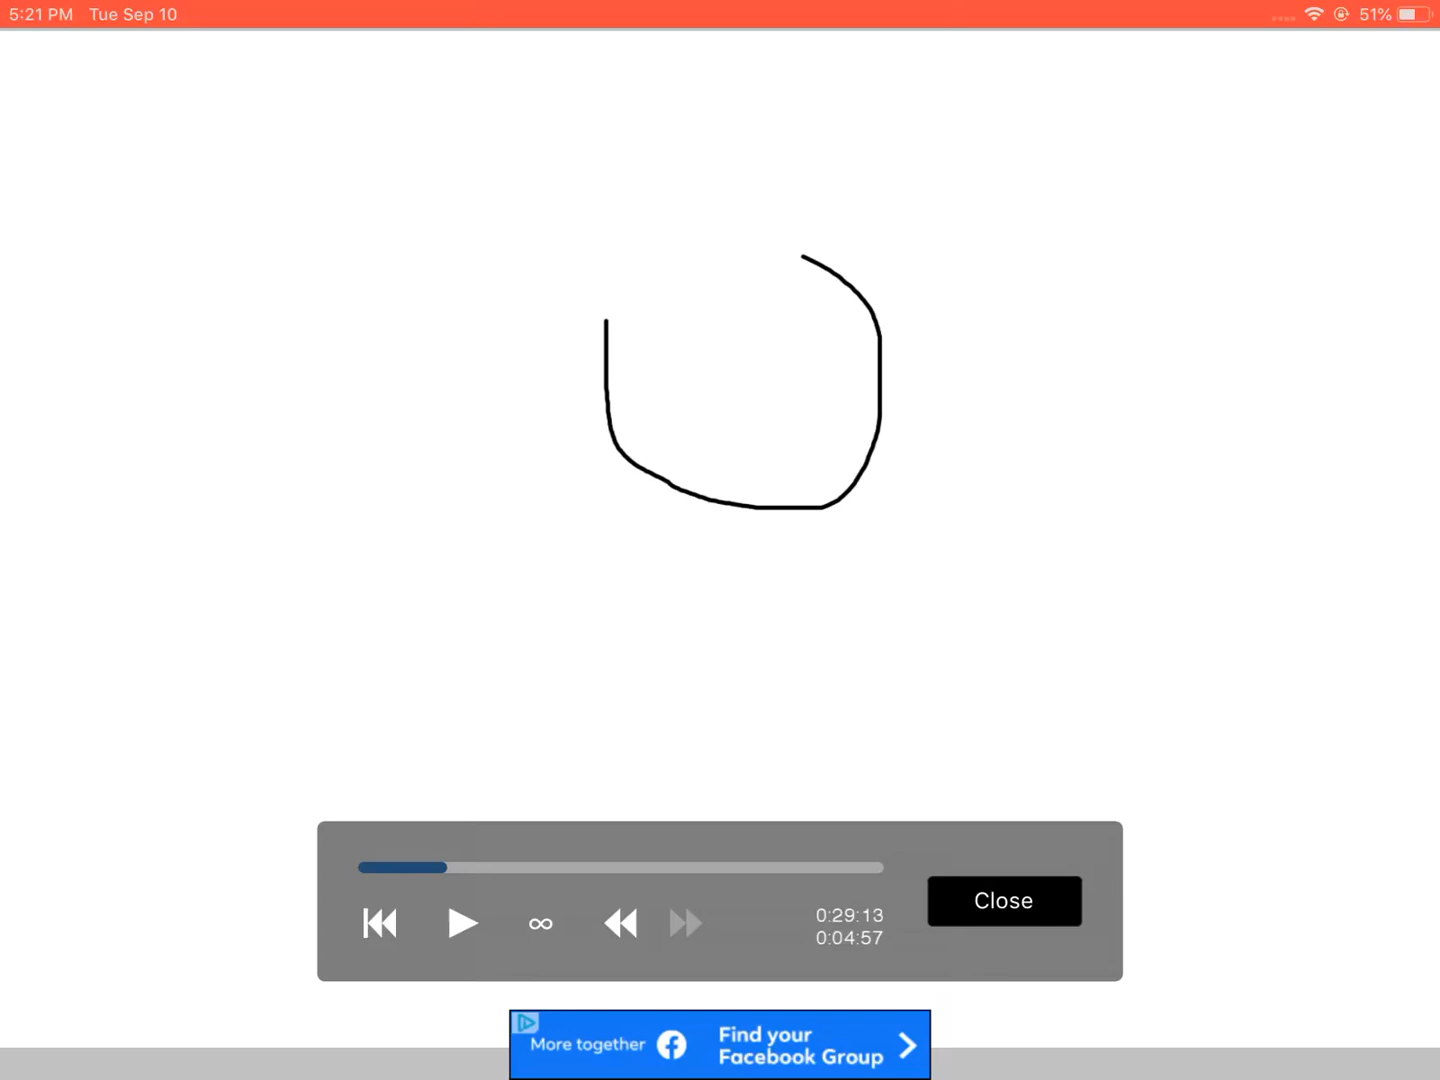 5:21 PM Tue Sep 10 51%
0:29:13
0:04:57
Close
More together
Find your
Facebook Group